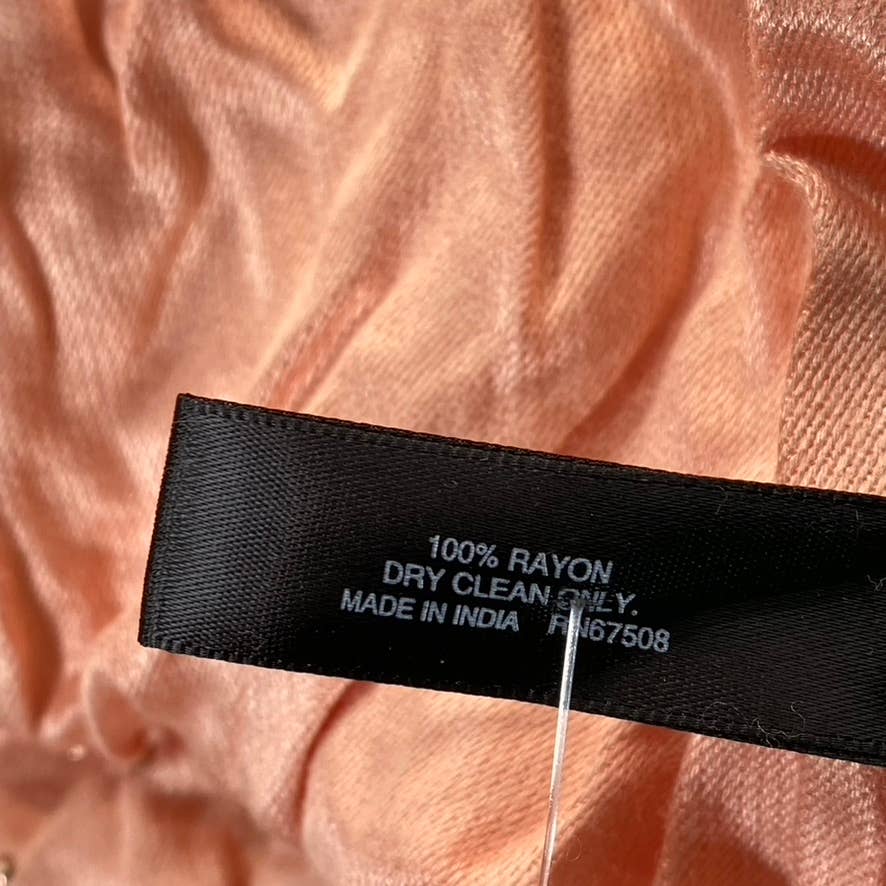 100% RAYON
DRY CLEAN ONLY.
MADE IN INDIA RN67508